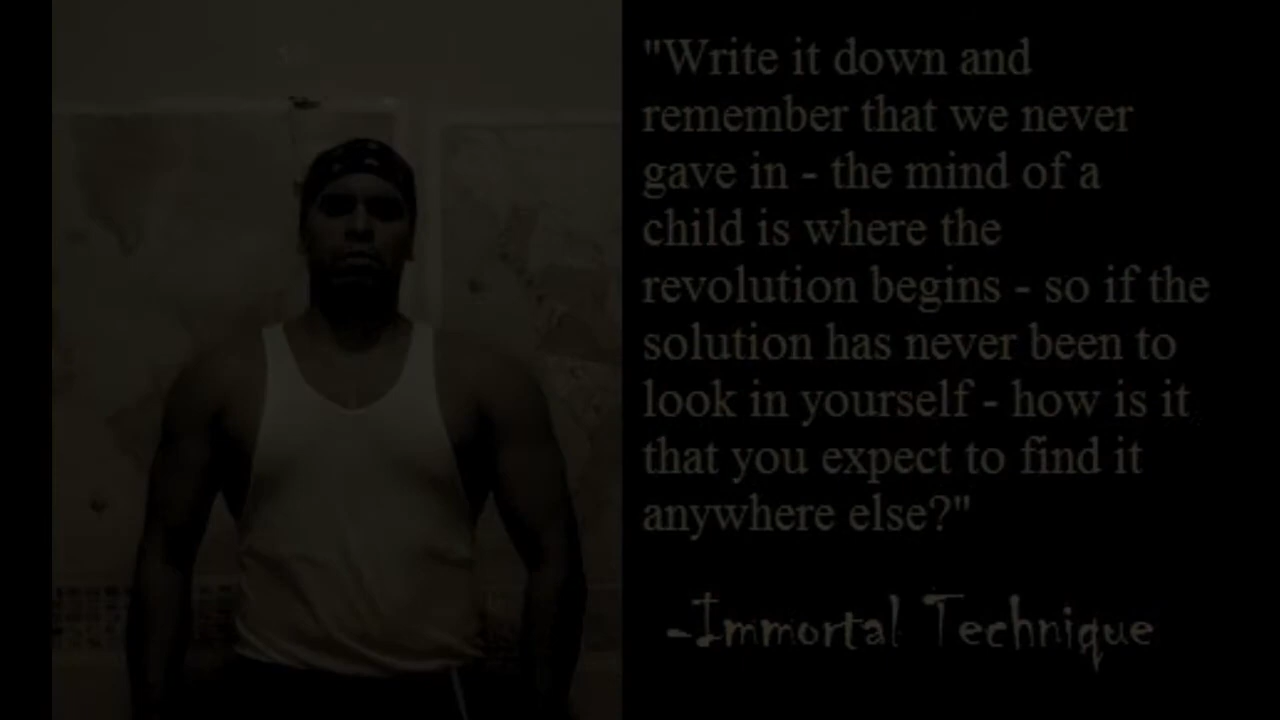 "Write it down and
remember that we never
gave in - the mind of a
child is where the
revolution begins - so if the
solution has never been to
look in yourself - how is it
that you expect to find it
anywhere else?"
-Immortal Technique